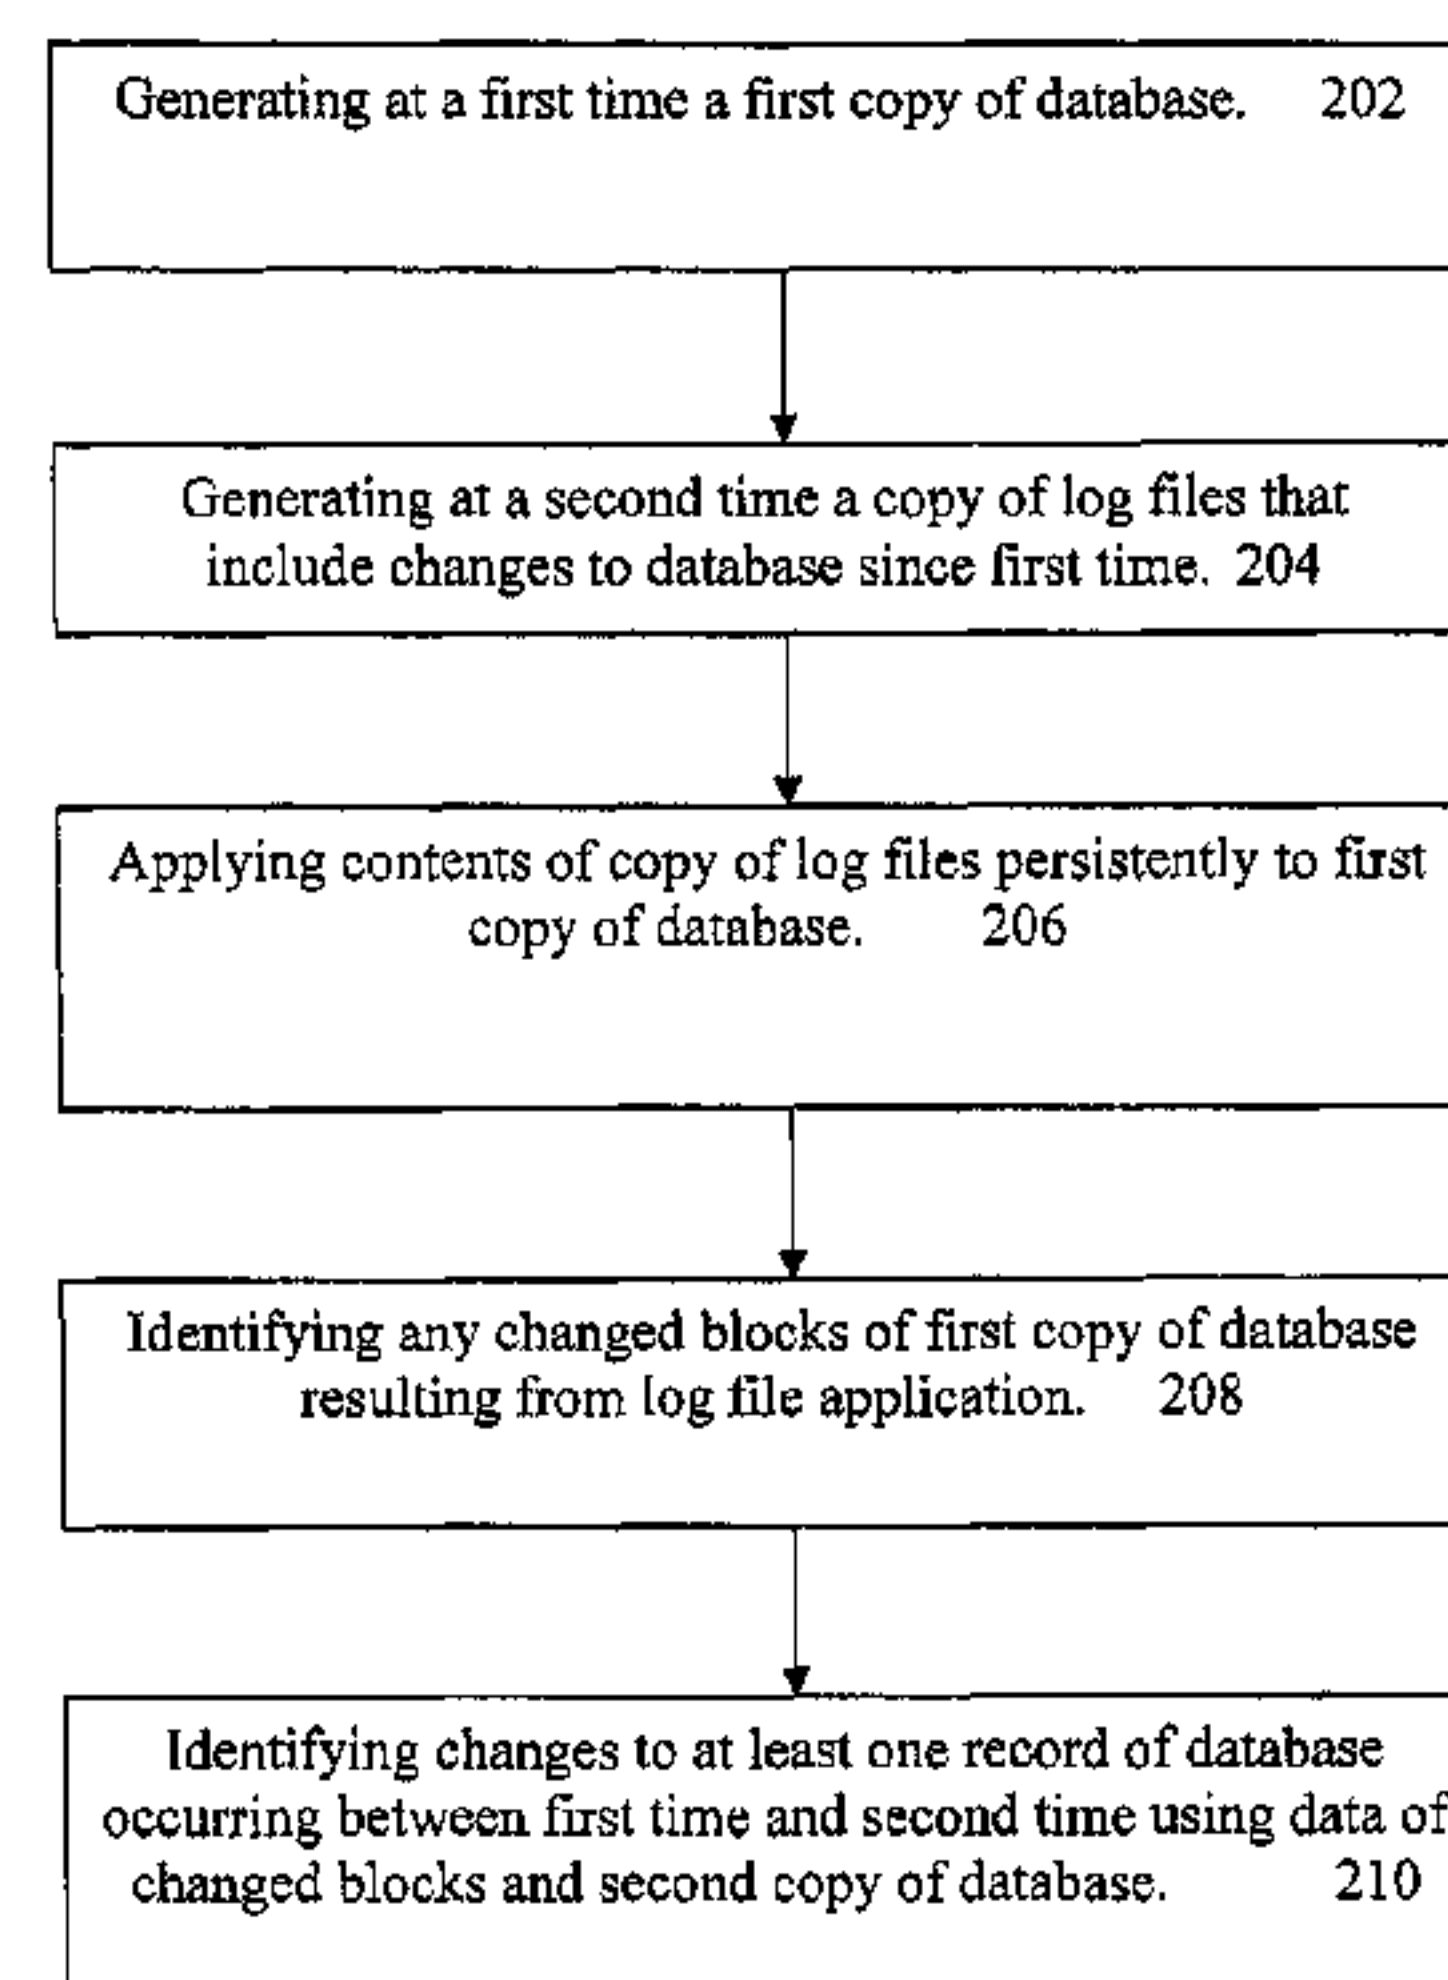 Generating at a first time a first copy of database. 202
Generating at a second time a copy of log files that
include changes to database since first time. 204
Applying contents of copy of log files persistently to first
copy of database. 206
Identifying any changed blocks of first copy of database
resulting from log file application. 208
Identifying changes to at least one record of database
occurring between first time and second time using data of
changed blocks and second copy of database. 210